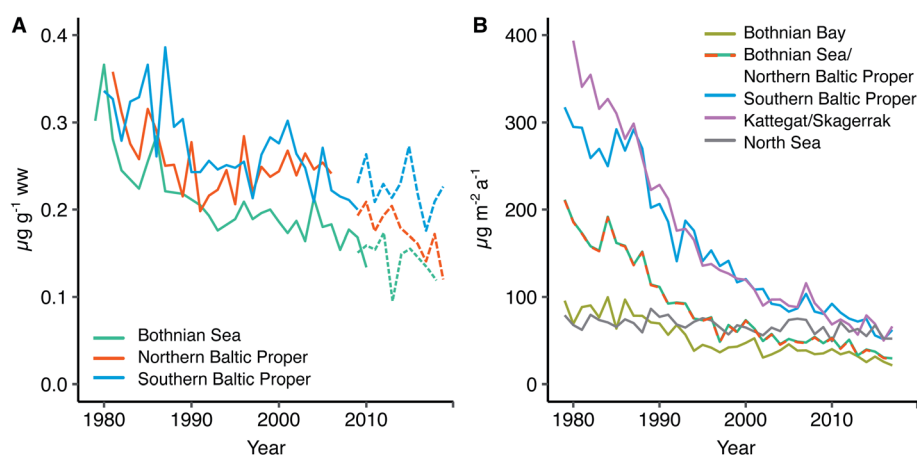 A
0.4
0.3
0.2
0.1
0.0
µg g-1 ww
Bothnian Sea
Northern Baltic Proper
Southern Baltic Proper
1980
1990
2000
2010
Year
B
400
300
200
100
0
µg m-2 a-1
Bothnian Bay
Bothnian Sea/
Northern Baltic Proper
Southern Baltic Proper
Kattegat/Skagerrak
North Sea
1980
1990
2000
2010
Year